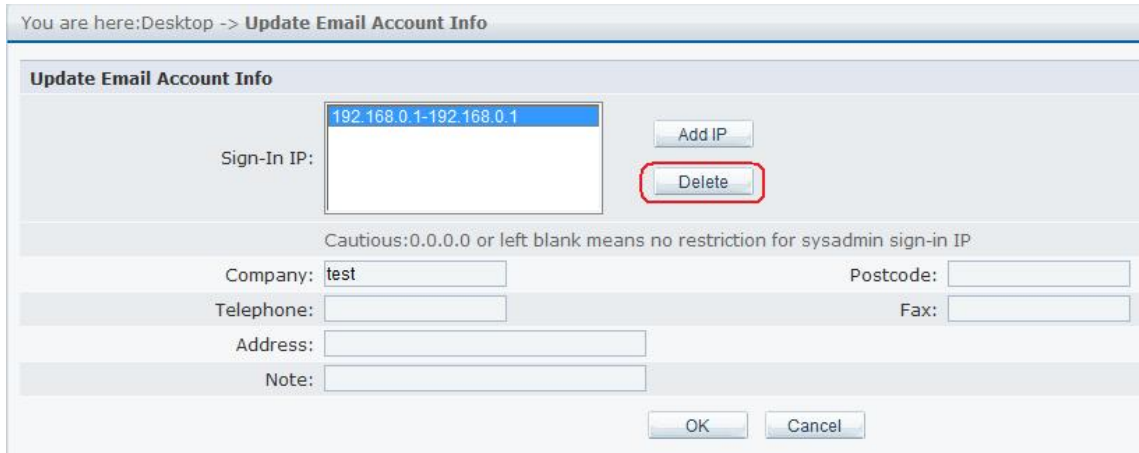 You are here:Desktop -> Update Email Account Info
Update Email Account Info
Sign-In IP:
192.168.0.1-192.168.0.1
Add IP
Delete
Cautious:0.0.0.0 or left blank means no restriction for sysadmin sign-in IP
Company: test Postcode:
Telephone: Fax:
Address:
Note:
OK Cancel